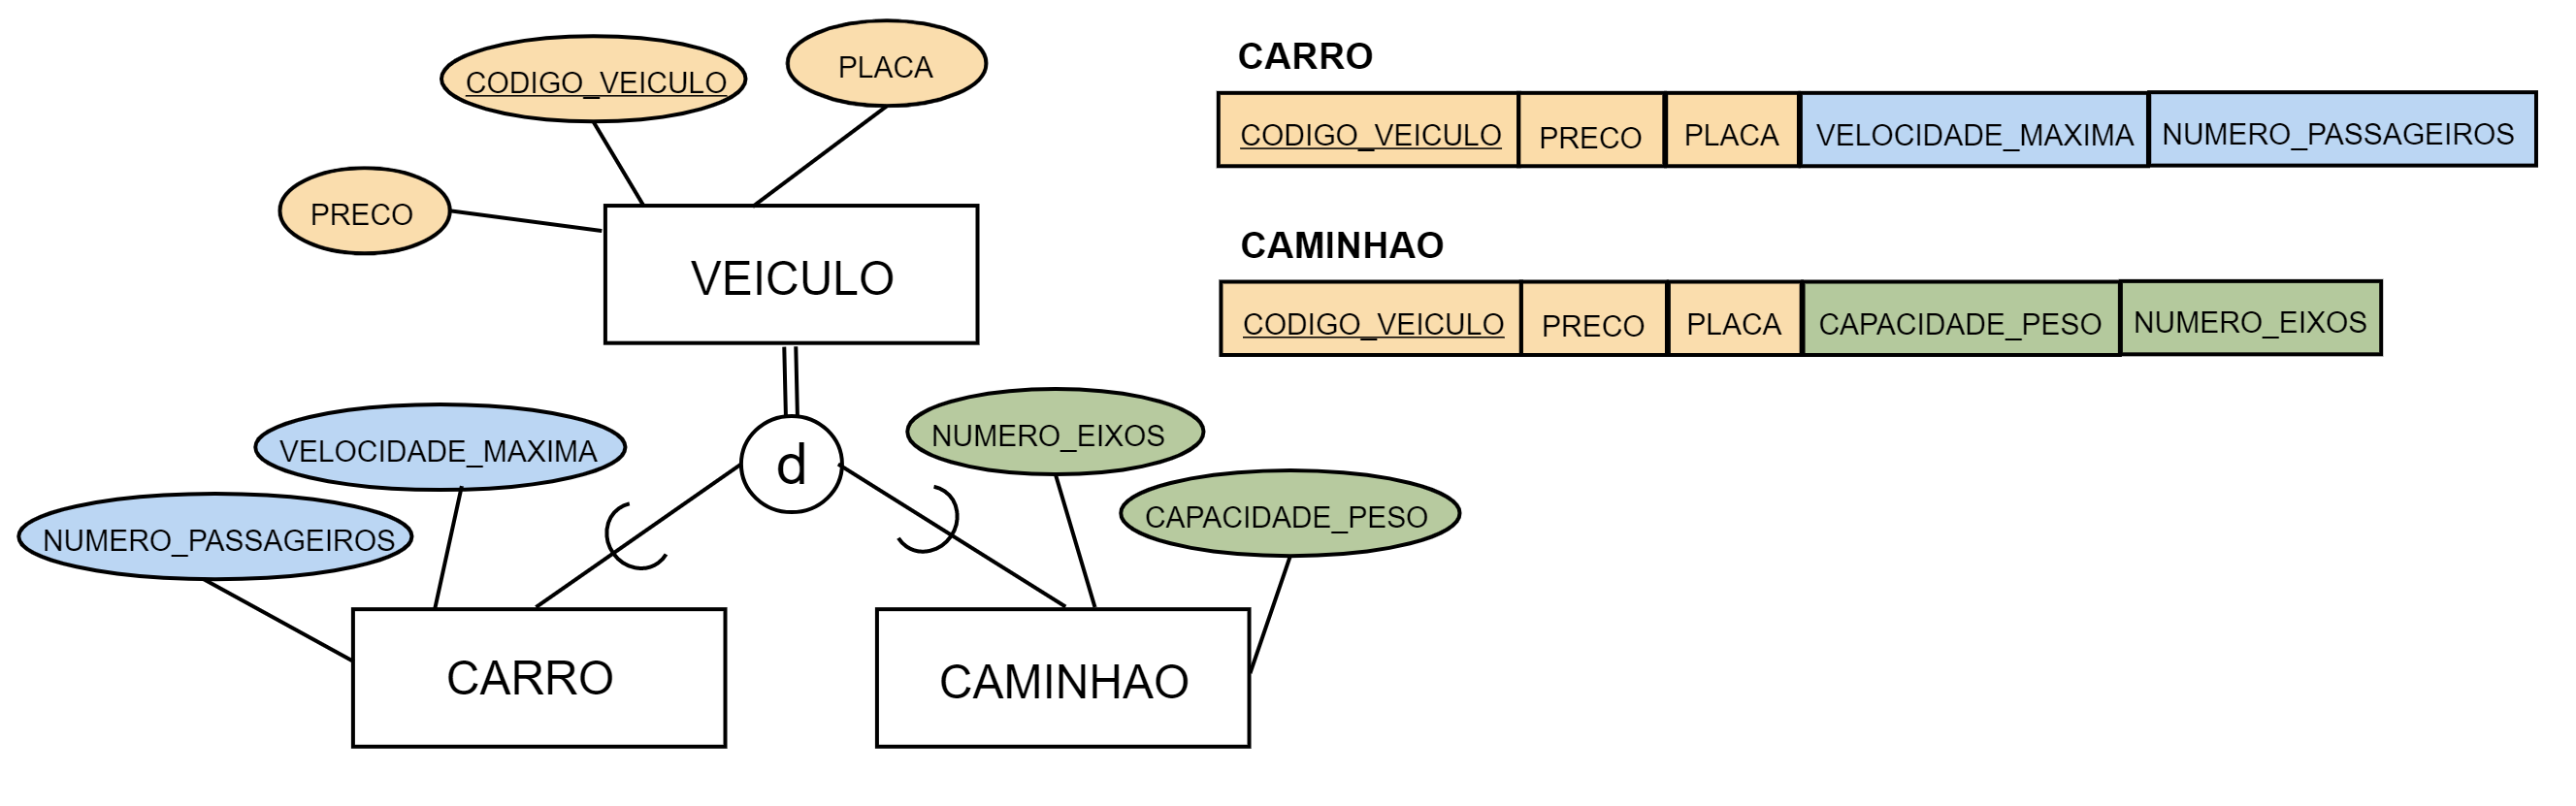 CODIGO_VEICULO
PLACA
PRECO
VEICULO
d
VELOCIDADE_MAXIMA
NUMERO_PASSAGEIROS
NUMERO_EIXOS
CAPACIDADE_PESO
CARRO
CAMINHAO
CARRO
CODIGO_VEICULO PRECO PLACA VELOCIDADE_MAXIMA NUMERO_PASSAGEIROS
CAMINHAO
CODIGO_VEICULO PRECO PLACA CAPACIDADE_PESO NUMERO_EIXOS